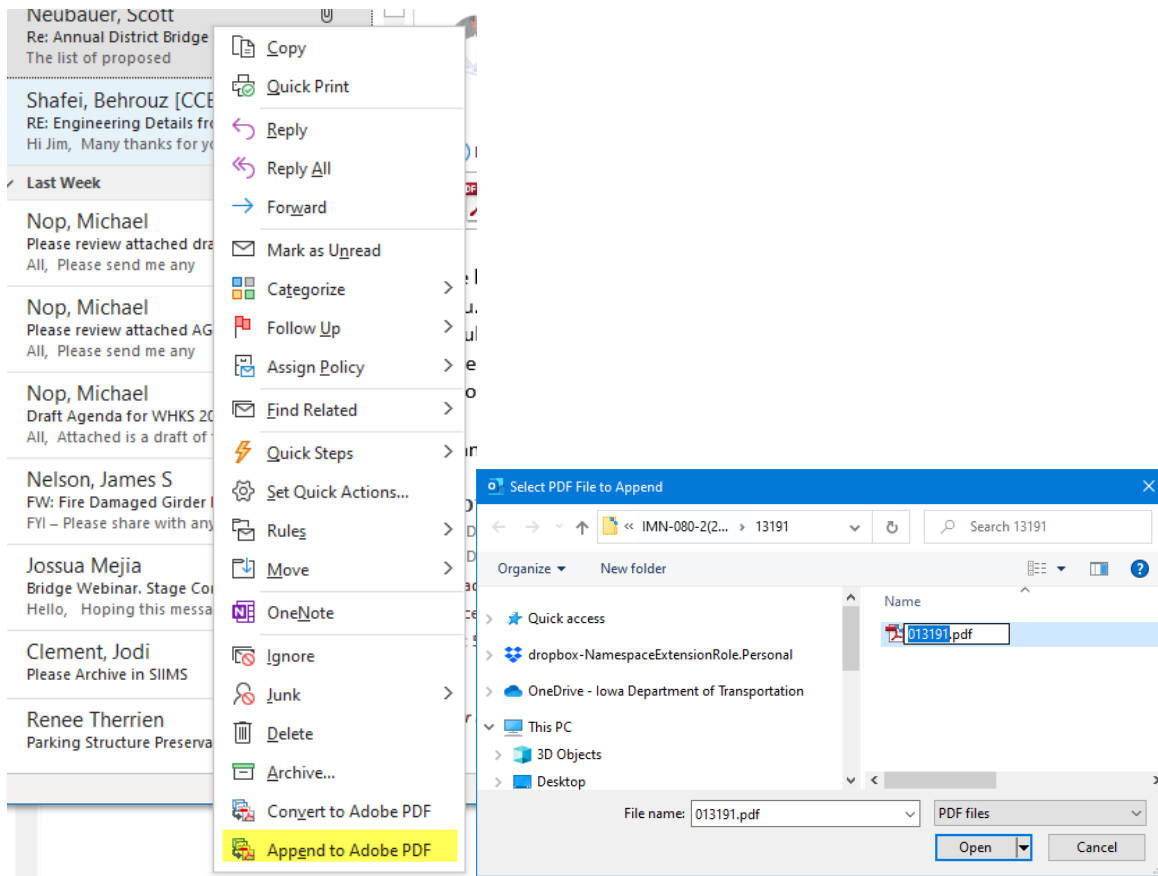 Neubauer, Scott
Re: Annual District Bridge
The list of proposed
Shafei, Behrouz [CCE
RE: Engineering Details fro
Hi Jim, Many thanks for yo
Last Week
Nop, Michael
Please review attached dra
All, Please send me any
Nop, Michael
Please review attached AG
All, Please send me any
Nop, Michael
Draft Agenda for WHKS 20
All, Attached is a draft of
Nelson, James S
FW: Fire Damaged Girder
FYI – Please share with any
Jossua Mejia
Bridge Webinar. Stage Co
Hello, Hoping this messa
Clement, Jodi
Please Archive in SIIMS
Renee Therrien
Parking Structure Preserva
Copy
Quick Print
Reply
Reply All
Forward
Mark as Unread
Categorize
Follow Up
Assign Policy
Find Related
Quick Steps
Set Quick Actions...
Rules
Move
OneNote
Ignore
Junk
Delete
Archive...
Convert to Adobe PDF
Append to Adobe PDF
Select PDF File to Append
« IMN-080-2(2... › 13191
Search 13191
Organize
New folder
Quick access
dropbox-NamespaceExtensionRole.Personal
OneDrive - Iowa Department of Transportation
This PC
3D Objects
Desktop
Name
013191.pdf
File name: 013191.pdf
PDF files
Open
Cancel